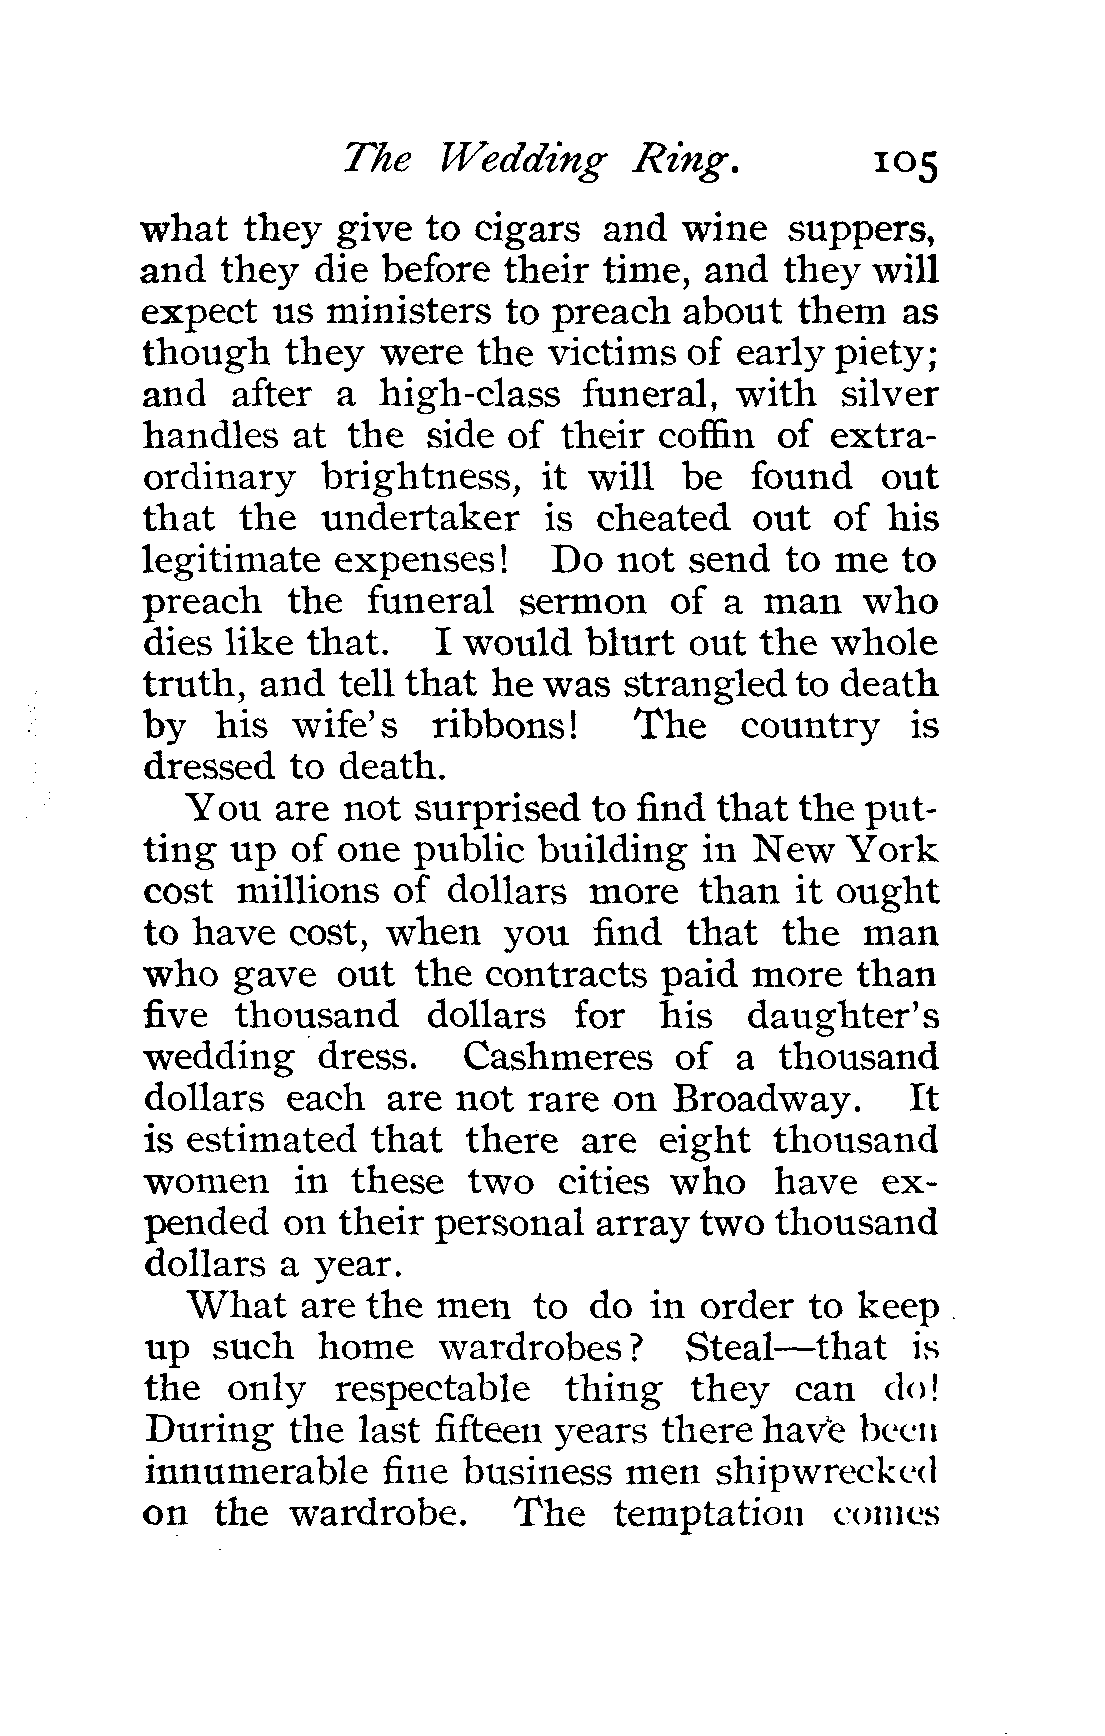 The Wedding Ring. 105
what they give to cigars and wine suppers,
and they die before their time, and they will
expect us ministers to preach about them as
though they were the victims of early piety;
and after a high-class funeral, with silver
handles at the side of their coffin of extra-
ordinary brightness, it will be found out
that the undertaker is cheated out of his
legitimate expenses! Do not send to me to
preach the funeral sermon of a man who
dies like that. I would blurt out the whole
truth, and tell that he was strangled to death
by his wife's ribbons! The country is
dressed to death.
You are not surprised to find that the put-
ting up of one public building in New York
cost millions of dollars more than it ought
to have cost, when you find that the man
who gave out the contracts paid more than
five thousand dollars for his daughter's
wedding dress. Cashmeres of a thousand
dollars each are not rare on Broadway. It
is estimated that there are eight thousand
women in these two cities who have ex-
pended on their personal array two thousand
dollars a year.
What are the men to do in order to keep
up such home wardrobes? Steal—that is
the only respectable thing they can do!
During the last fifteen years there have been
innumerable fine business men shipwrecked
on the wardrobe. The temptation comes